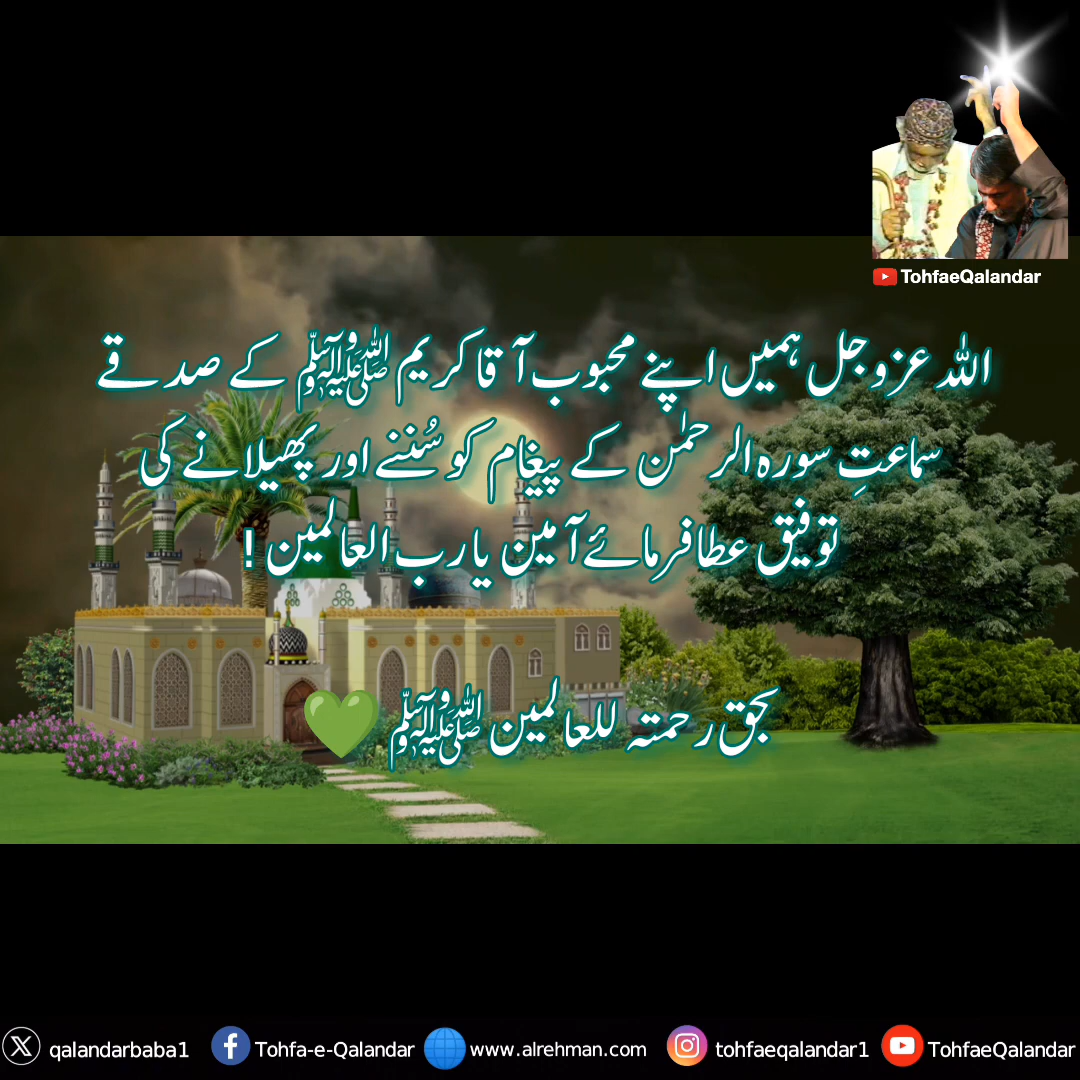 TohfaeQalandar
اللہ عزوجل ہمیں اپنے محبوب آقا کریم ﷺ کے صدقے
سماعتِ سورہ الرحمٰن کے پیغام کو سُننے اور پھیلانے کی
توفیق عطا فرمائے آمین یا رب العالمین !
بحق رحمتہ للعالمین ﷺ 💚
qalandarbaba1 Tohfa-e-Qalandar www.alrehman.com tohfaeqalandar1 TohfaeQalandar